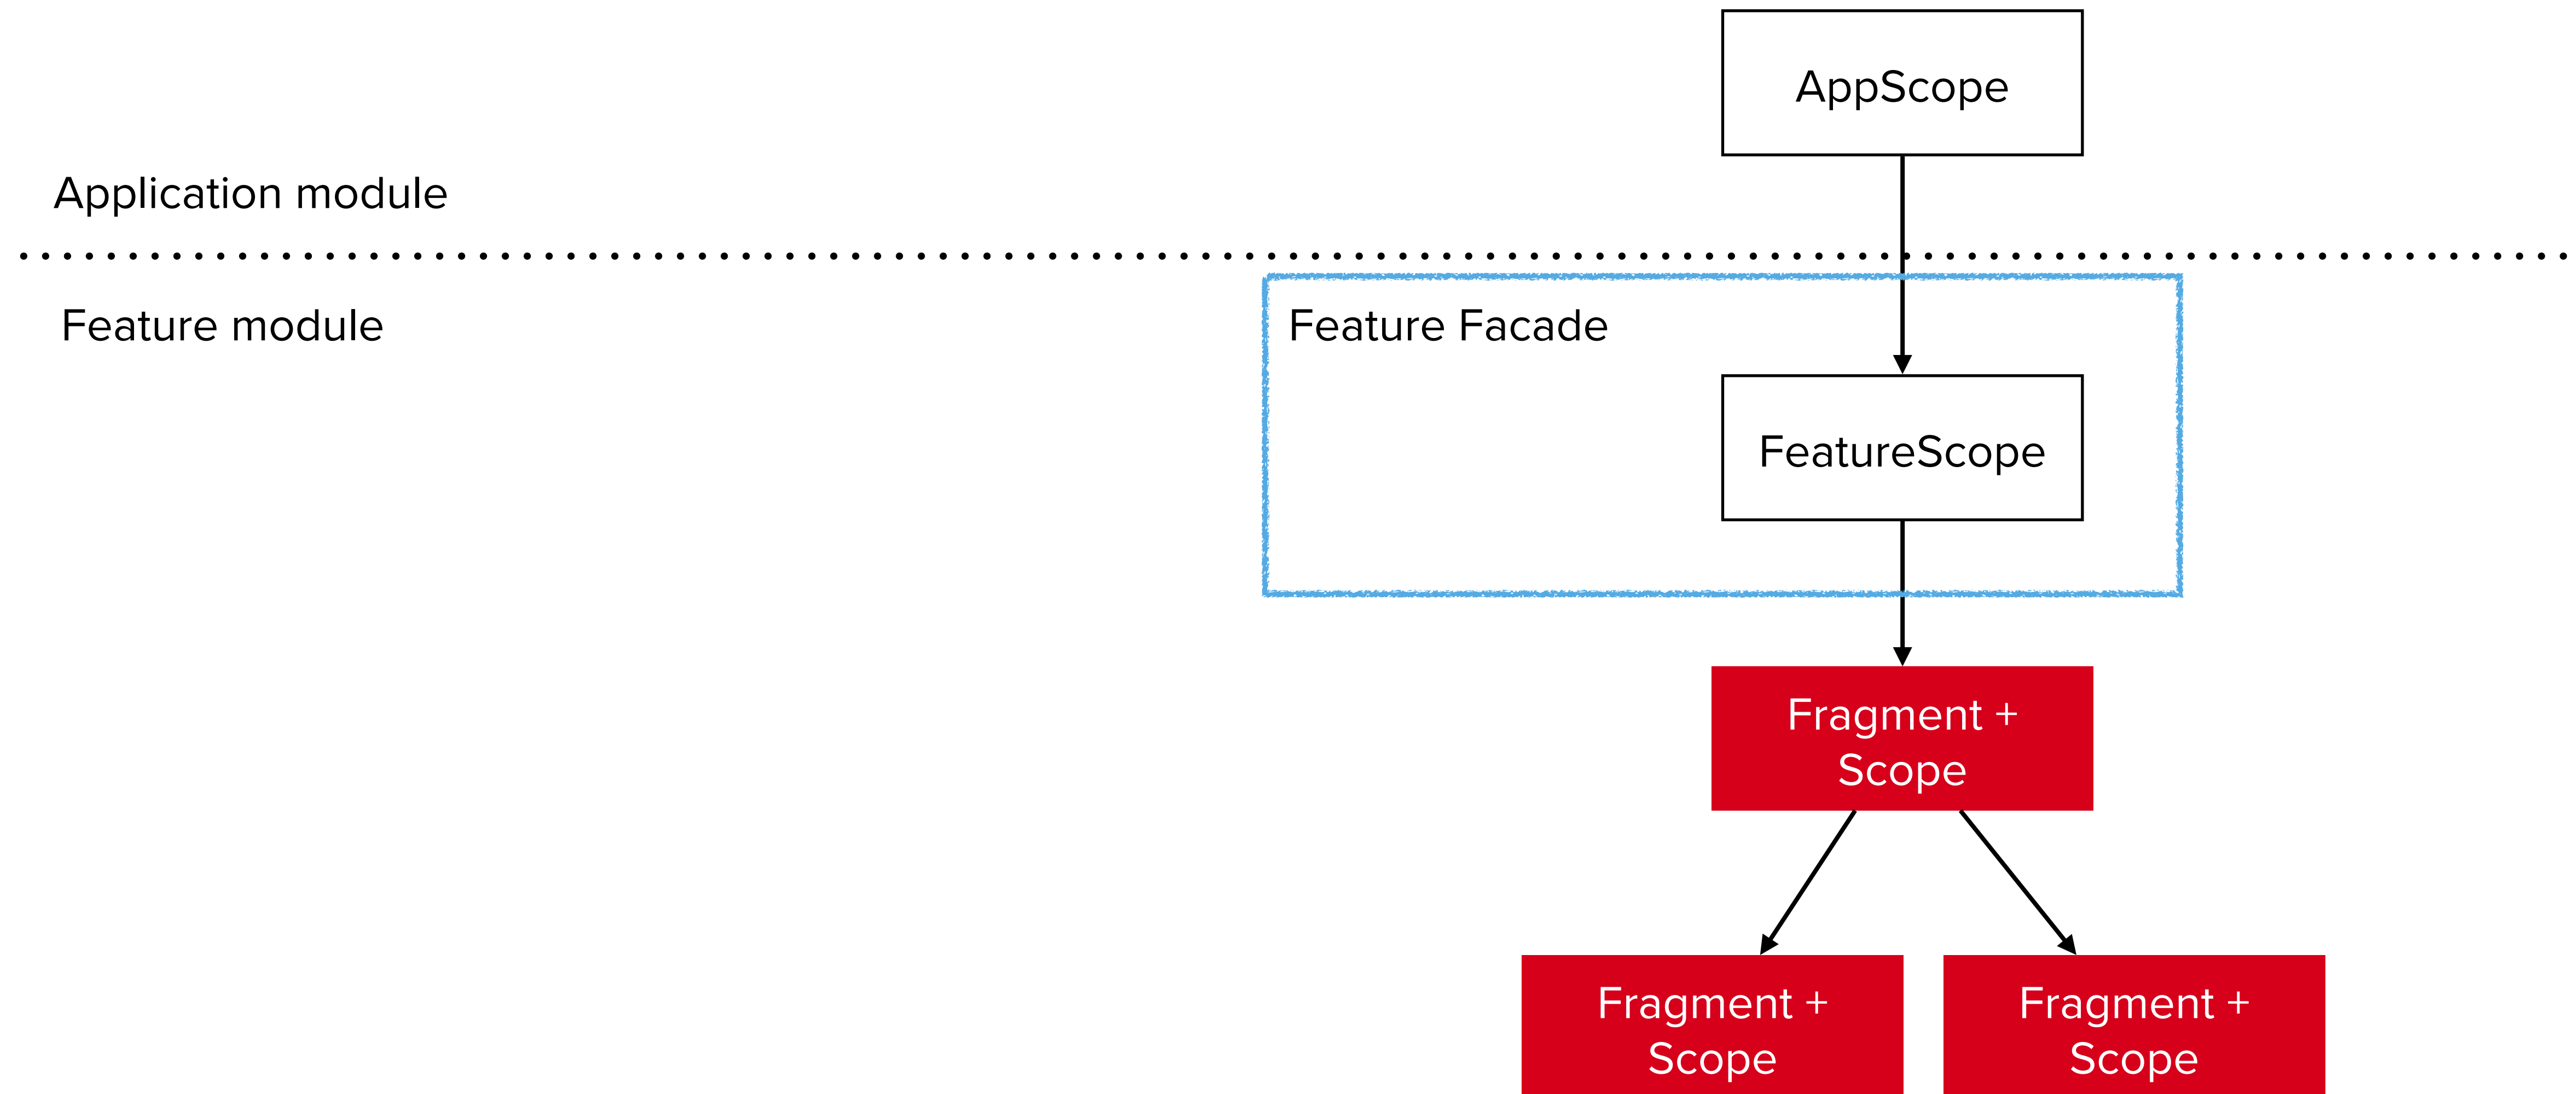 AppScope
Application module
Feature module
Feature Facade
FeatureScope
Fragment +
Scope
Fragment +
Scope
Fragment +
Scope